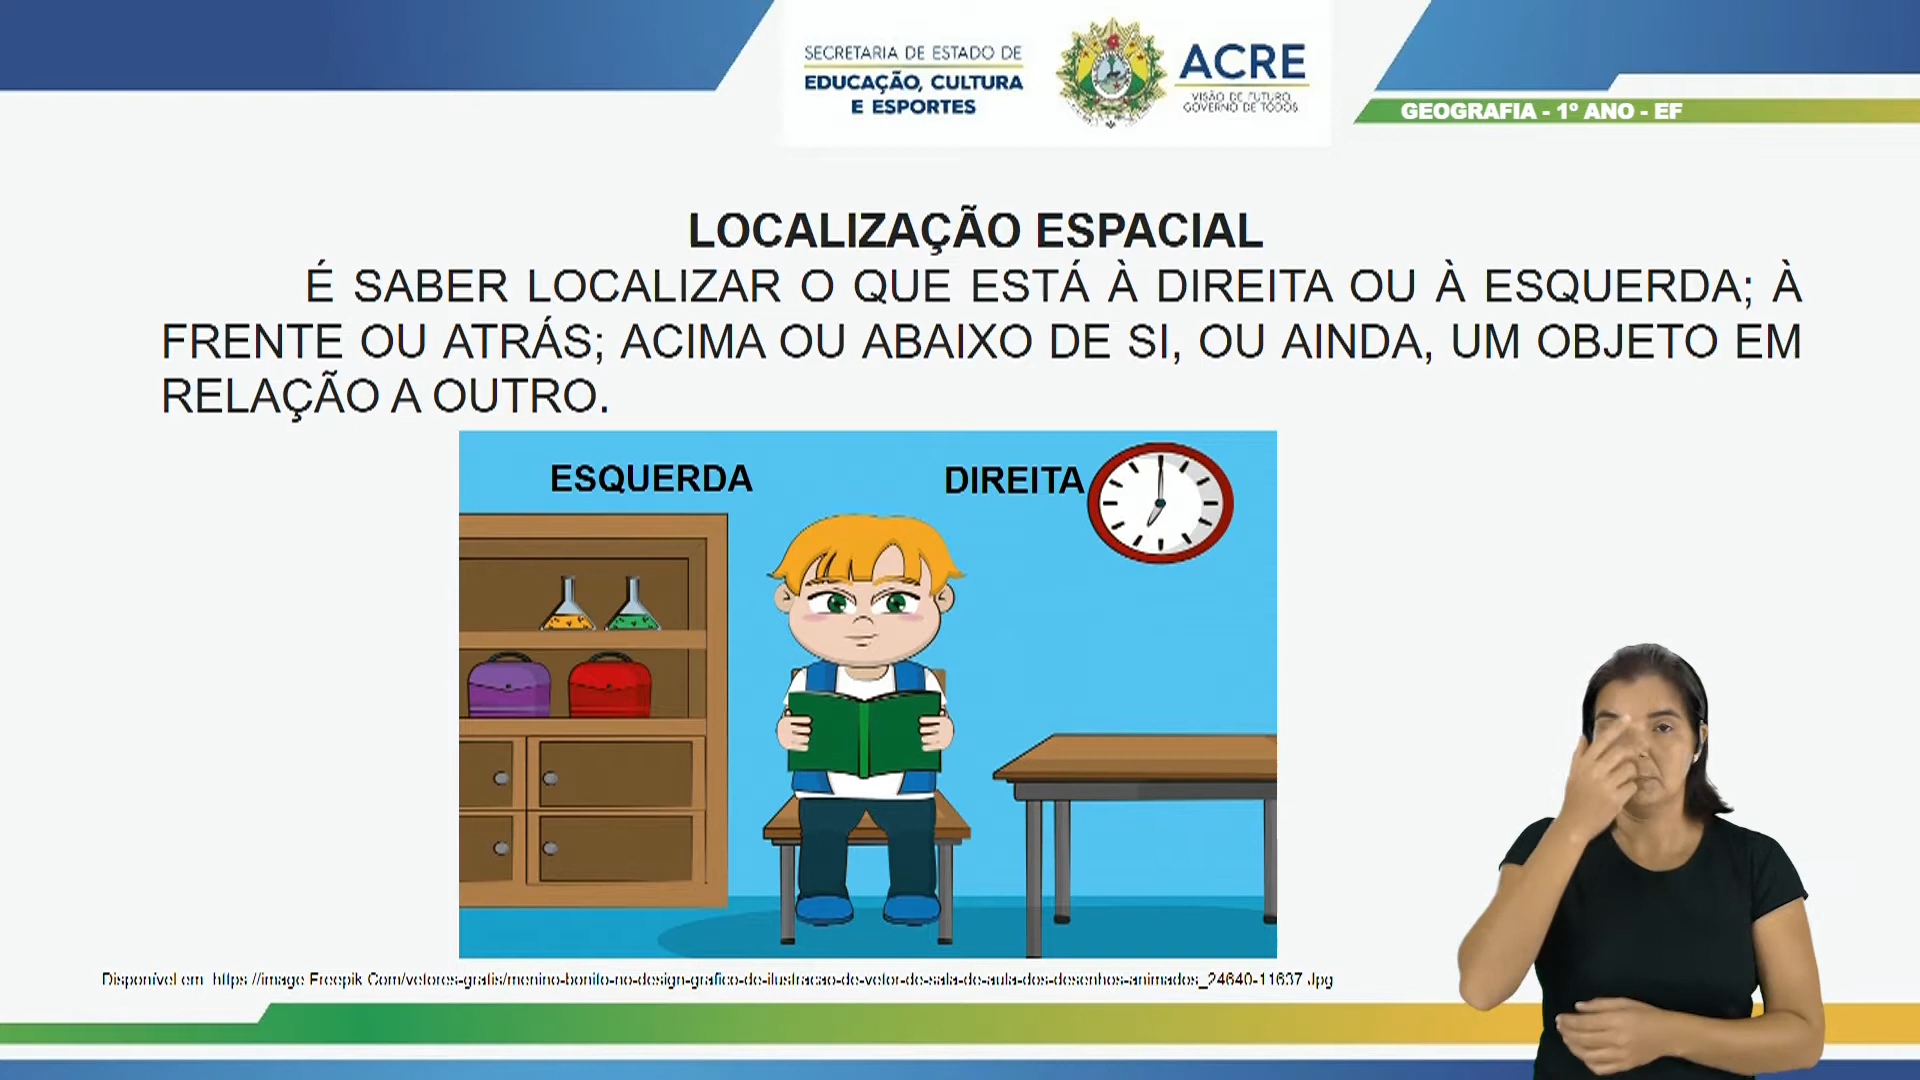 SECRETARIA DE ESTADO DE
EDUCAÇÃO, CULTURA
E ESPORTES
ACRE
VISÃO DE FUTURO,
GOVERNO DE TODOS
GEOGRAFIA - 1º ANO - EF
LOCALIZAÇÃO ESPACIAL
É SABER LOCALIZAR O QUE ESTÁ À DIREITA OU À ESQUERDA; À
FRENTE OU ATRÁS; ACIMA OU ABAIXO DE SI, OU AINDA, UM OBJETO EM
RELAÇÃO A OUTRO.
ESQUERDA
DIREITA
Disponível em https://image.Freepik.Com/vetores-gratis/menino-bonito-no-design-grafico-de-ilustracao-de-vetor-de-sala-de-aula-dos-desenhos-animados_24640-11637.Jpg